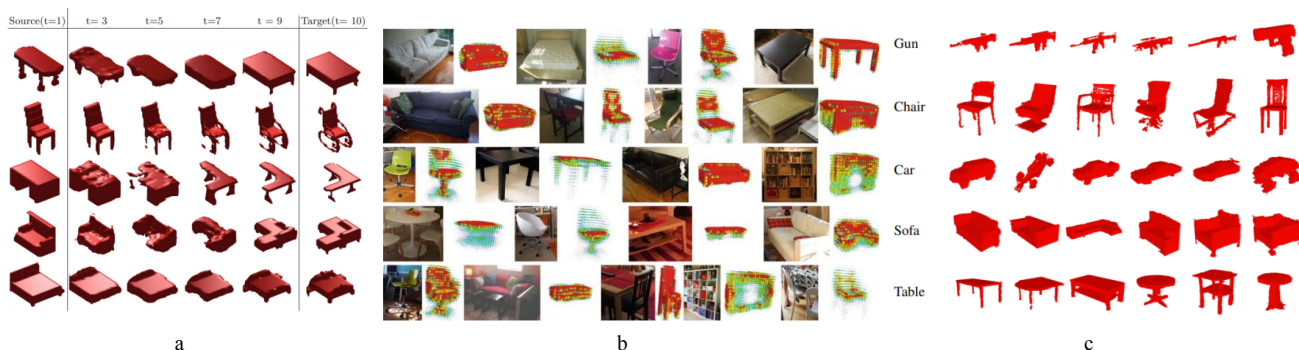 Source(t=1) t= 3 t=5 t=7 t= 9 Target(t= 10)
Gun
Chair
Car
Sofa
Table
a b c